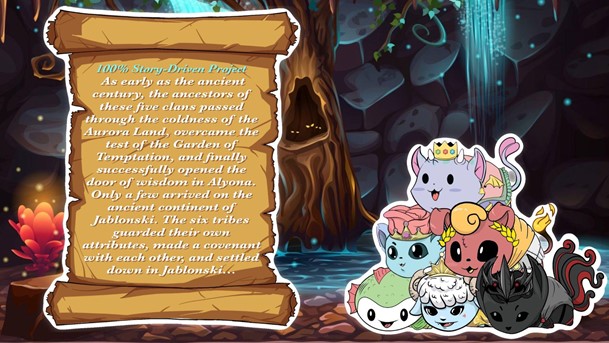 100% Story-Driven Project
As early as the ancient
century, the ancestors of
these five clans passed
through the coldness of the
Aurora Land, overcame the
test of the Garden of
Temptation, and finally
successfully opened the
door of wisdom in Alyona.
Only a few arrived on the
ancient continent of
Jablonski. The six tribes
guarded their own
attributes, made a covenant
with each other, and settled
down in Jablonski...